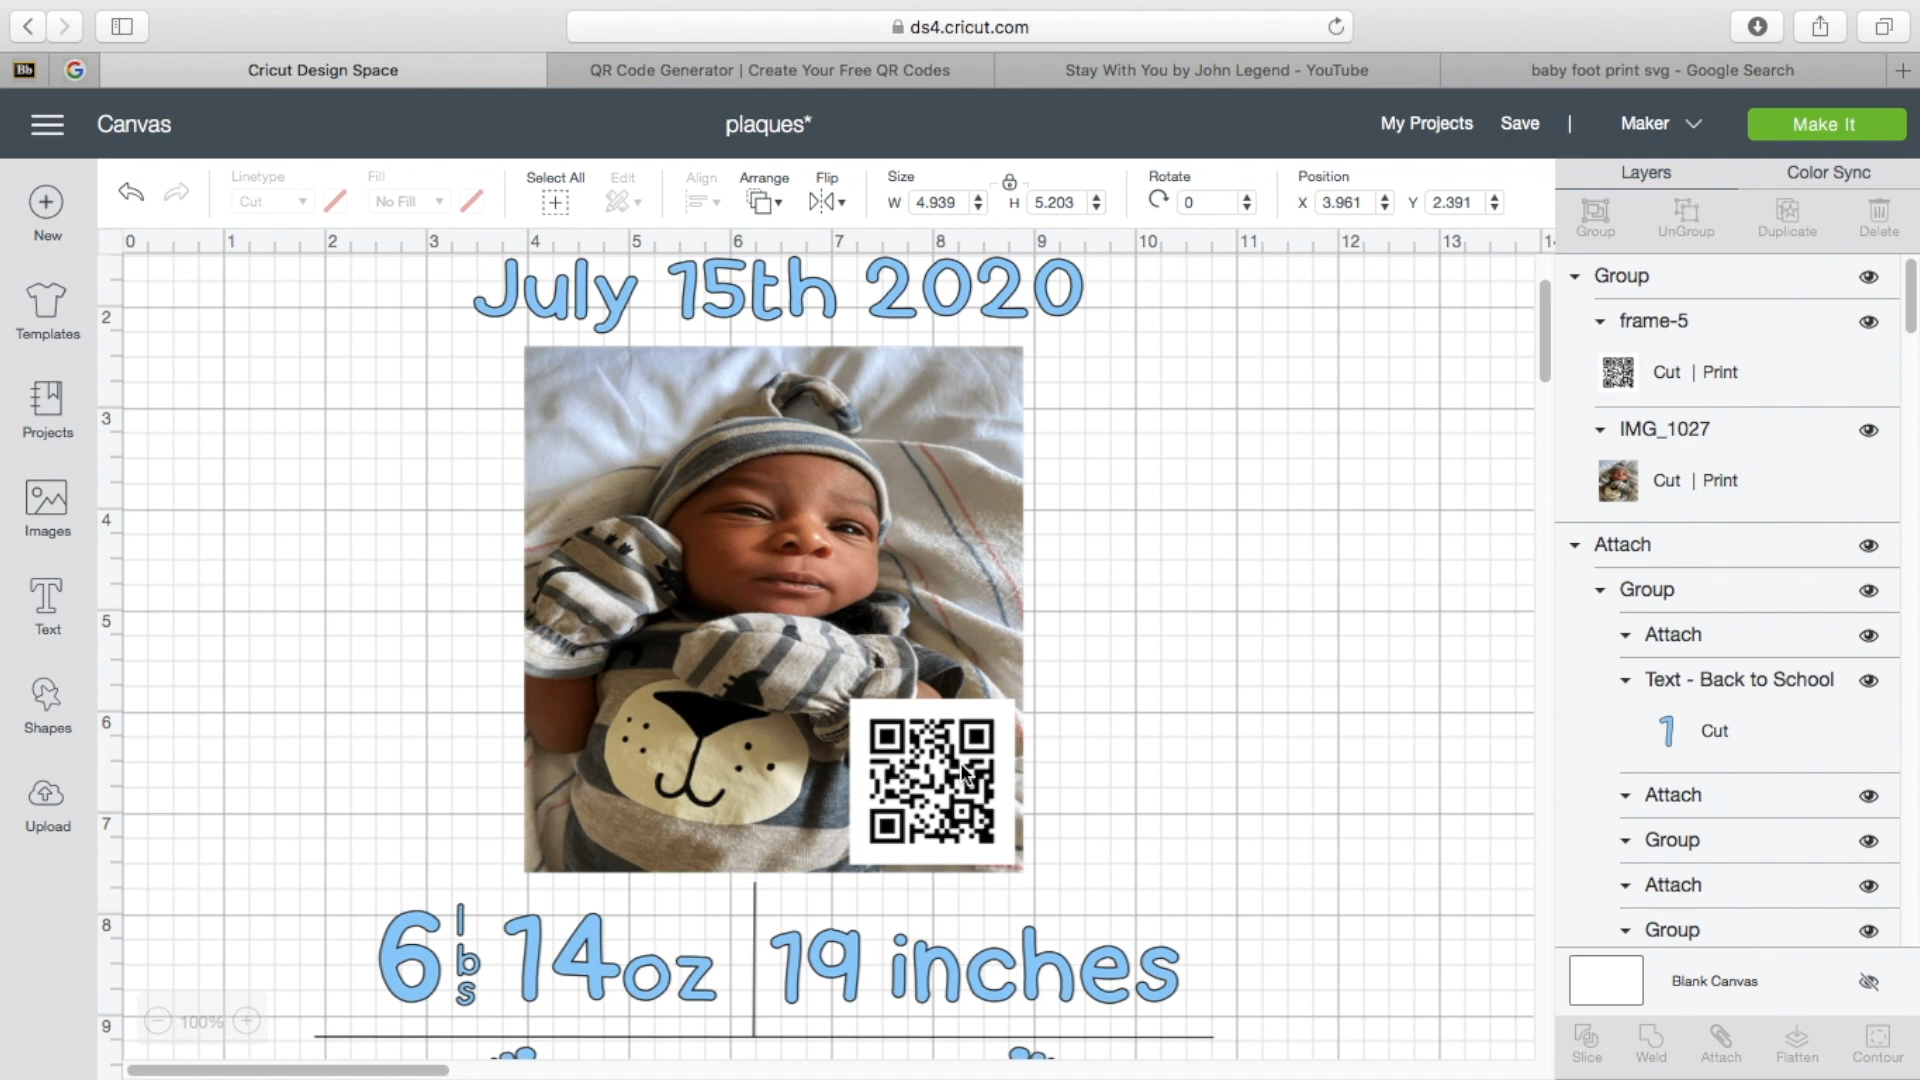 ds4.cricut.com
Bb G Cricut Design Space QR Code Generator | Create Your Free QR Codes Stay With You by John Legend - YouTube baby foot print svg - Google Search
Canvas plaques* My Projects Save | Maker Make It
Linetype Fill Select All Edit Align Arrange Flip Size Rotate Position
Cut No Fill W 4.939 H 5.203 0 X 3.961 Y 2.391
Layers Color Sync
Group UnGroup Duplicate Delete
New
Templates
Projects
Images
Text
Shapes
Upload
0 1 2 3 4 5 6 7 8 9 10 11 12 13
2
3
4
5
6
7
8
9
July 15th 2020
6lbs 14oz 19 inches
100%
Group
frame-5
Cut | Print
IMG_1027
Cut | Print
Attach
Group
Attach
Text - Back to School
1 Cut
Attach
Group
Attach
Group
Blank Canvas
Slice Weld Attach Flatten Contour